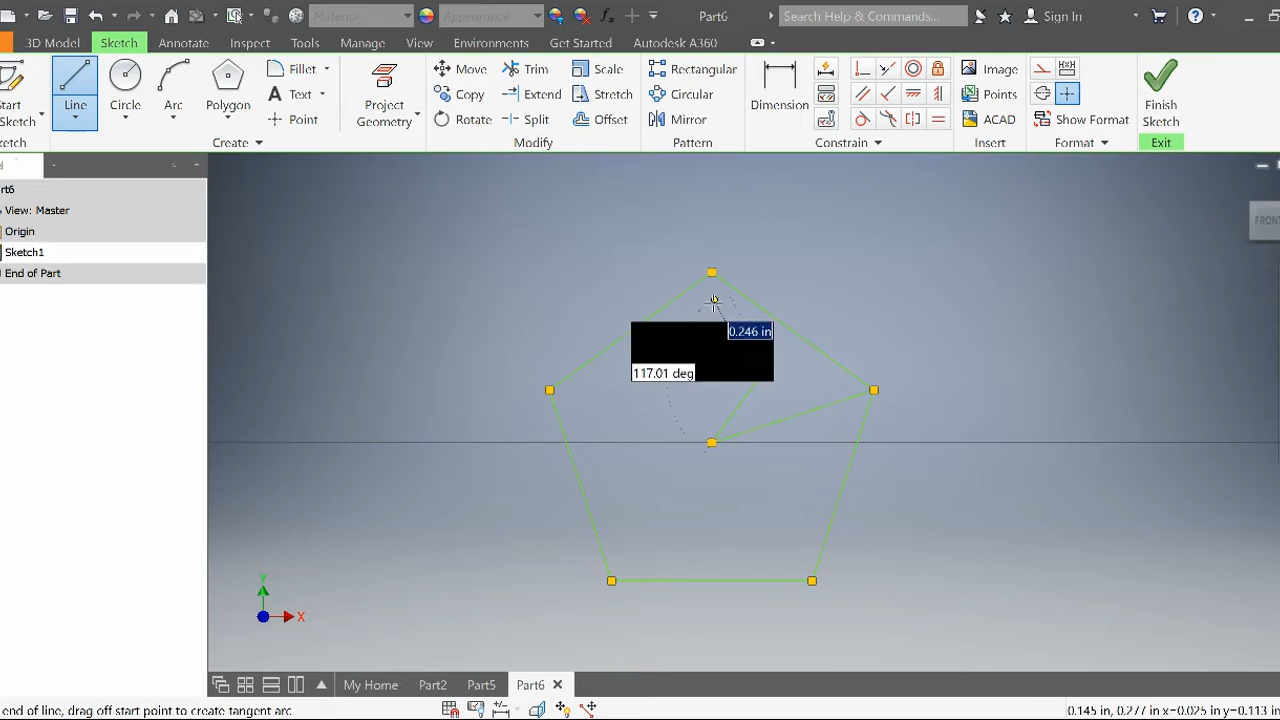 Material
Appearance
Part6
Search Help & Commands...
Sign In
3D Model
Sketch
Annotate
Inspect
Tools
Manage
View
Environments
Get Started
Autodesk A360
Start
Sketch
Line
Circle
Arc
Polygon
Fillet
Text
Point
Project
Geometry
Move
Copy
Rotate
Trim
Extend
Split
Scale
Stretch
Offset
Rectangular
Circular
Mirror
Dimension
Image
Points
ACAD
Show Format
Finish
Sketch
Create
Modify
Pattern
Constrain
Insert
Format
Exit
View: Master
Origin
Sketch1
End of Part
FRONT
0.246 in
117.01 deg
Y
X
My Home
Part2
Part5
Part6
end of line, drag off start point to create tangent arc
0.145 in, 0.277 in x=0.025 in y=0.113 in